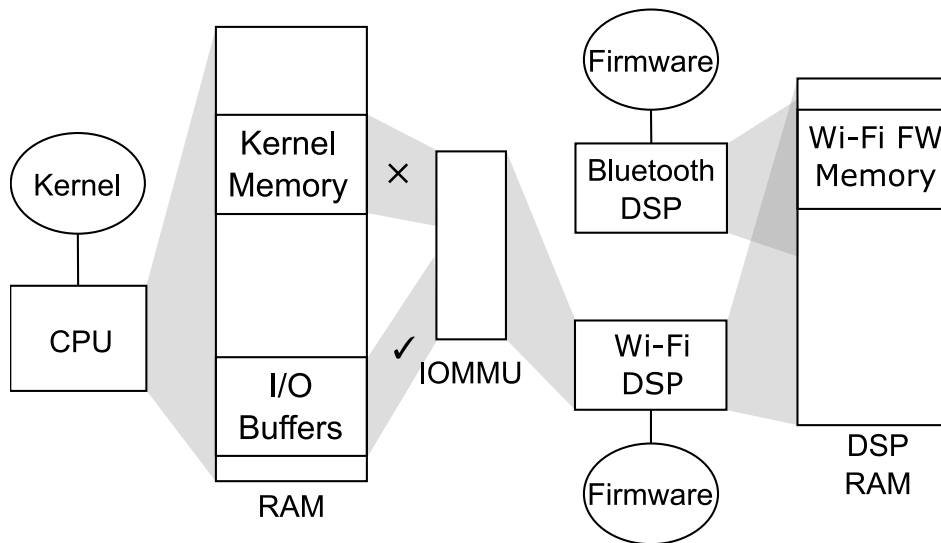 Kernel
CPU
Kernel
Memory
×
✓
I/O
Buffers
RAM
IOMMU
Firmware
Bluetooth
DSP
Wi-Fi
DSP
Firmware
Wi-Fi FW
Memory
DSP
RAM